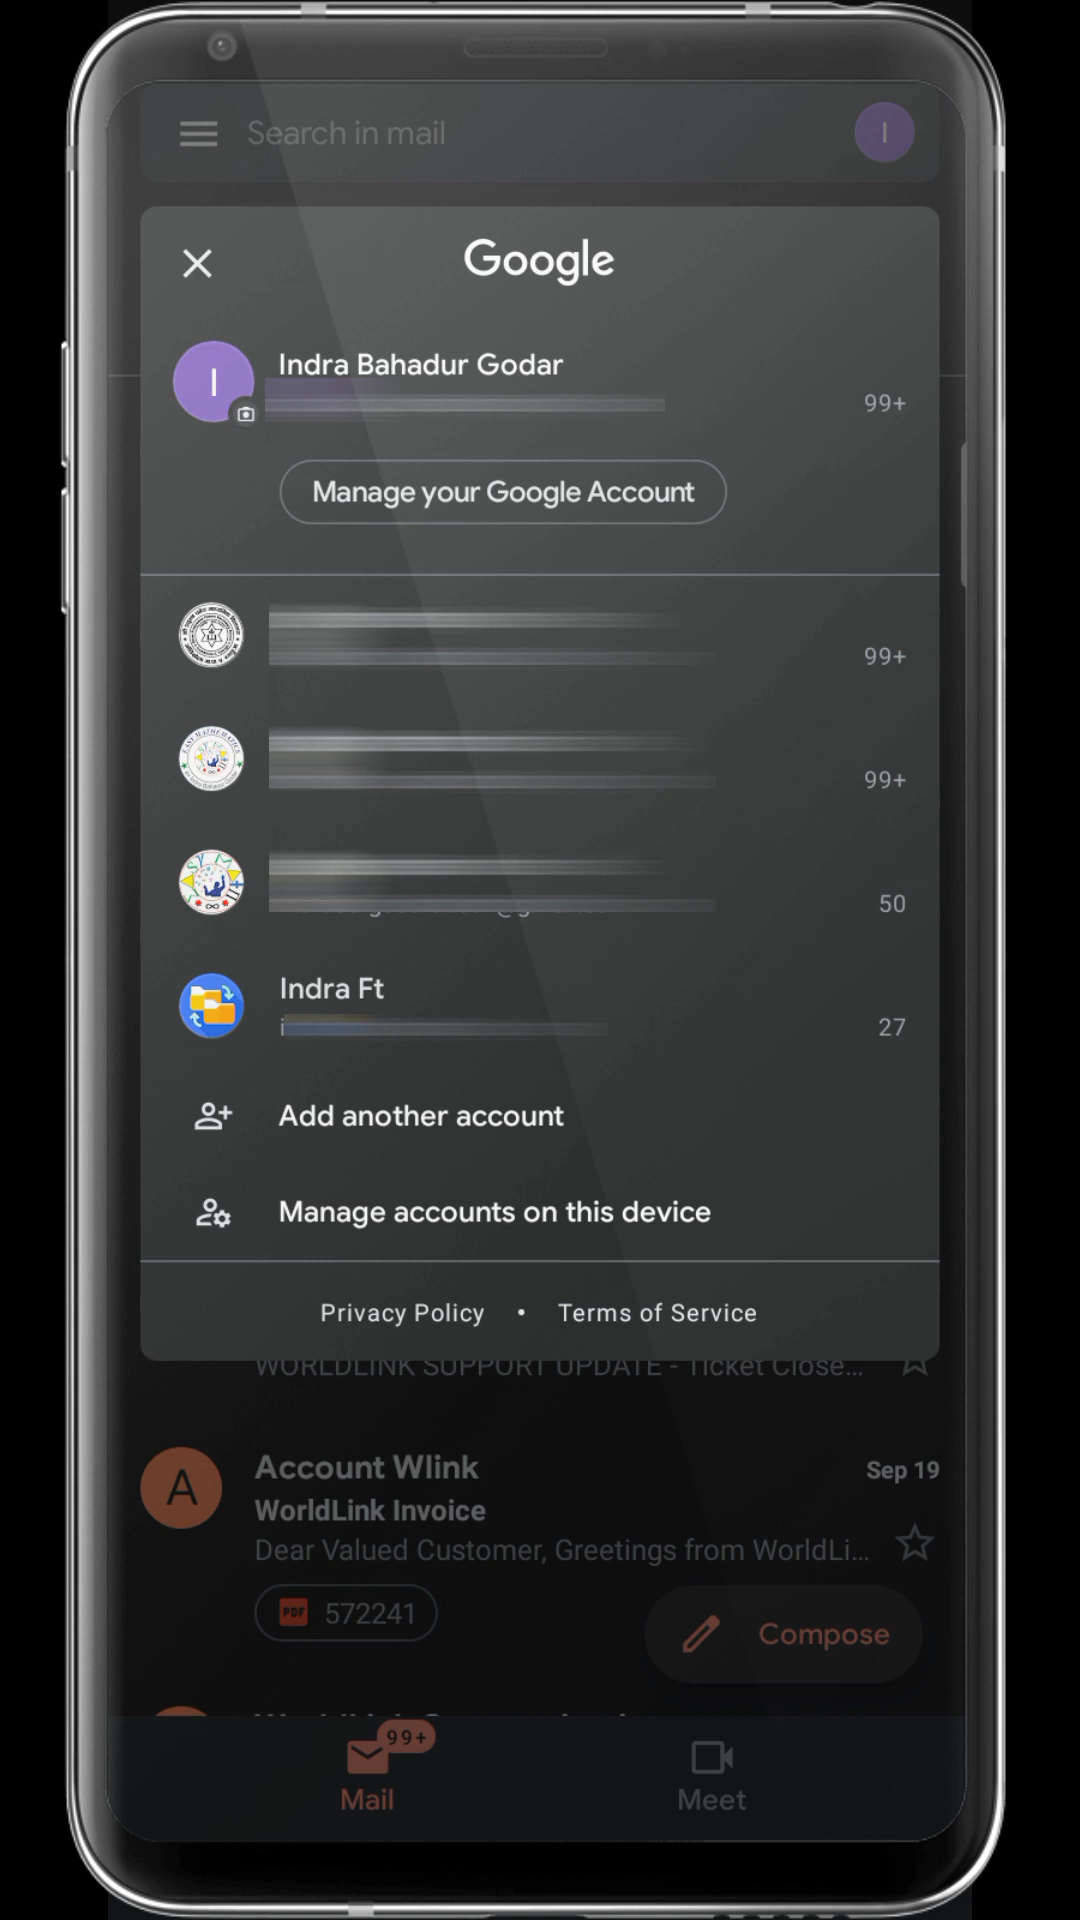 Search in mail
I
Google
I
Indra Bahadur Godar
99+
Manage your Google Account
99+
EASY MATHEMATICS
99+
50
Indra Ft
i
27
Add another account
Manage accounts on this device
Privacy Policy • Terms of Service
WORLDLINK SUPPORT UPDATE - Ticket Close...
A
Account Wlink
Sep 19
WorldLink Invoice
Dear Valued Customer, Greetings from WorldLi...
PDF 572241
Compose
99+
Mail
Meet